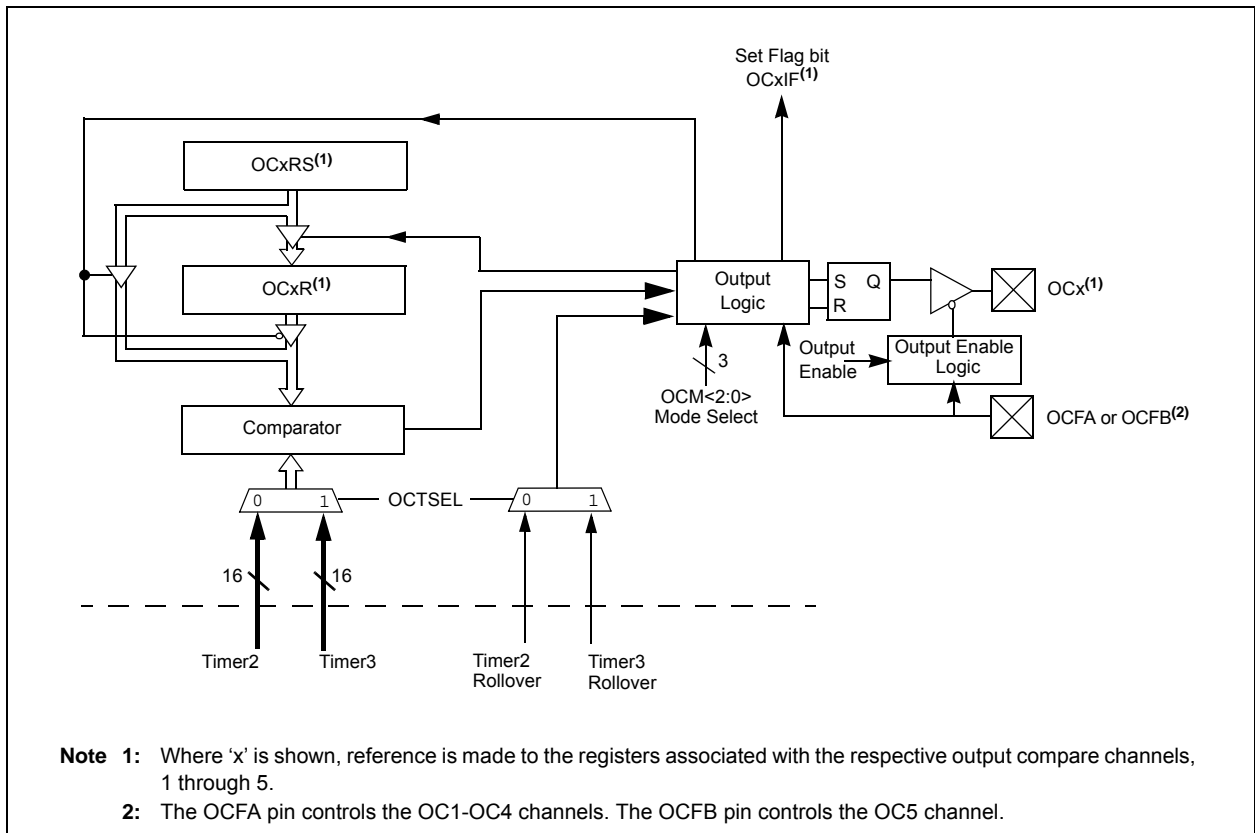 Set Flag bit
OCxIF(1)
OCxRS(1)
OCxR(1)
Output
Logic
S Q
R
OCx(1)
Output
Enable
Output Enable
Logic
3
OCM<2:0>
Mode Select
OCFA or OCFB(2)
Comparator
0 1
OCTSEL
0 1
16
16
Timer2
Timer3
Timer2
Rollover
Timer3
Rollover
Note 1: Where ‘x’ is shown, reference is made to the registers associated with the respective output compare channels,
1 through 5.
2: The OCFA pin controls the OC1-OC4 channels. The OCFB pin controls the OC5 channel.